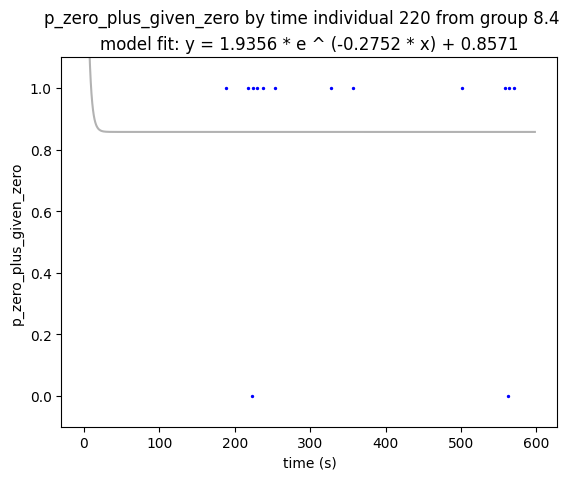 p_zero_plus_given_zero by time individual 220 from group 8.4
model fit: y = 1.9356 * e ^ (-0.2752 * x) + 0.8571
1.0
0.8
0.6
0.4
0.2
0.0
p_zero_plus_given_zero
0 100 200 300 400 500 600
time (s)